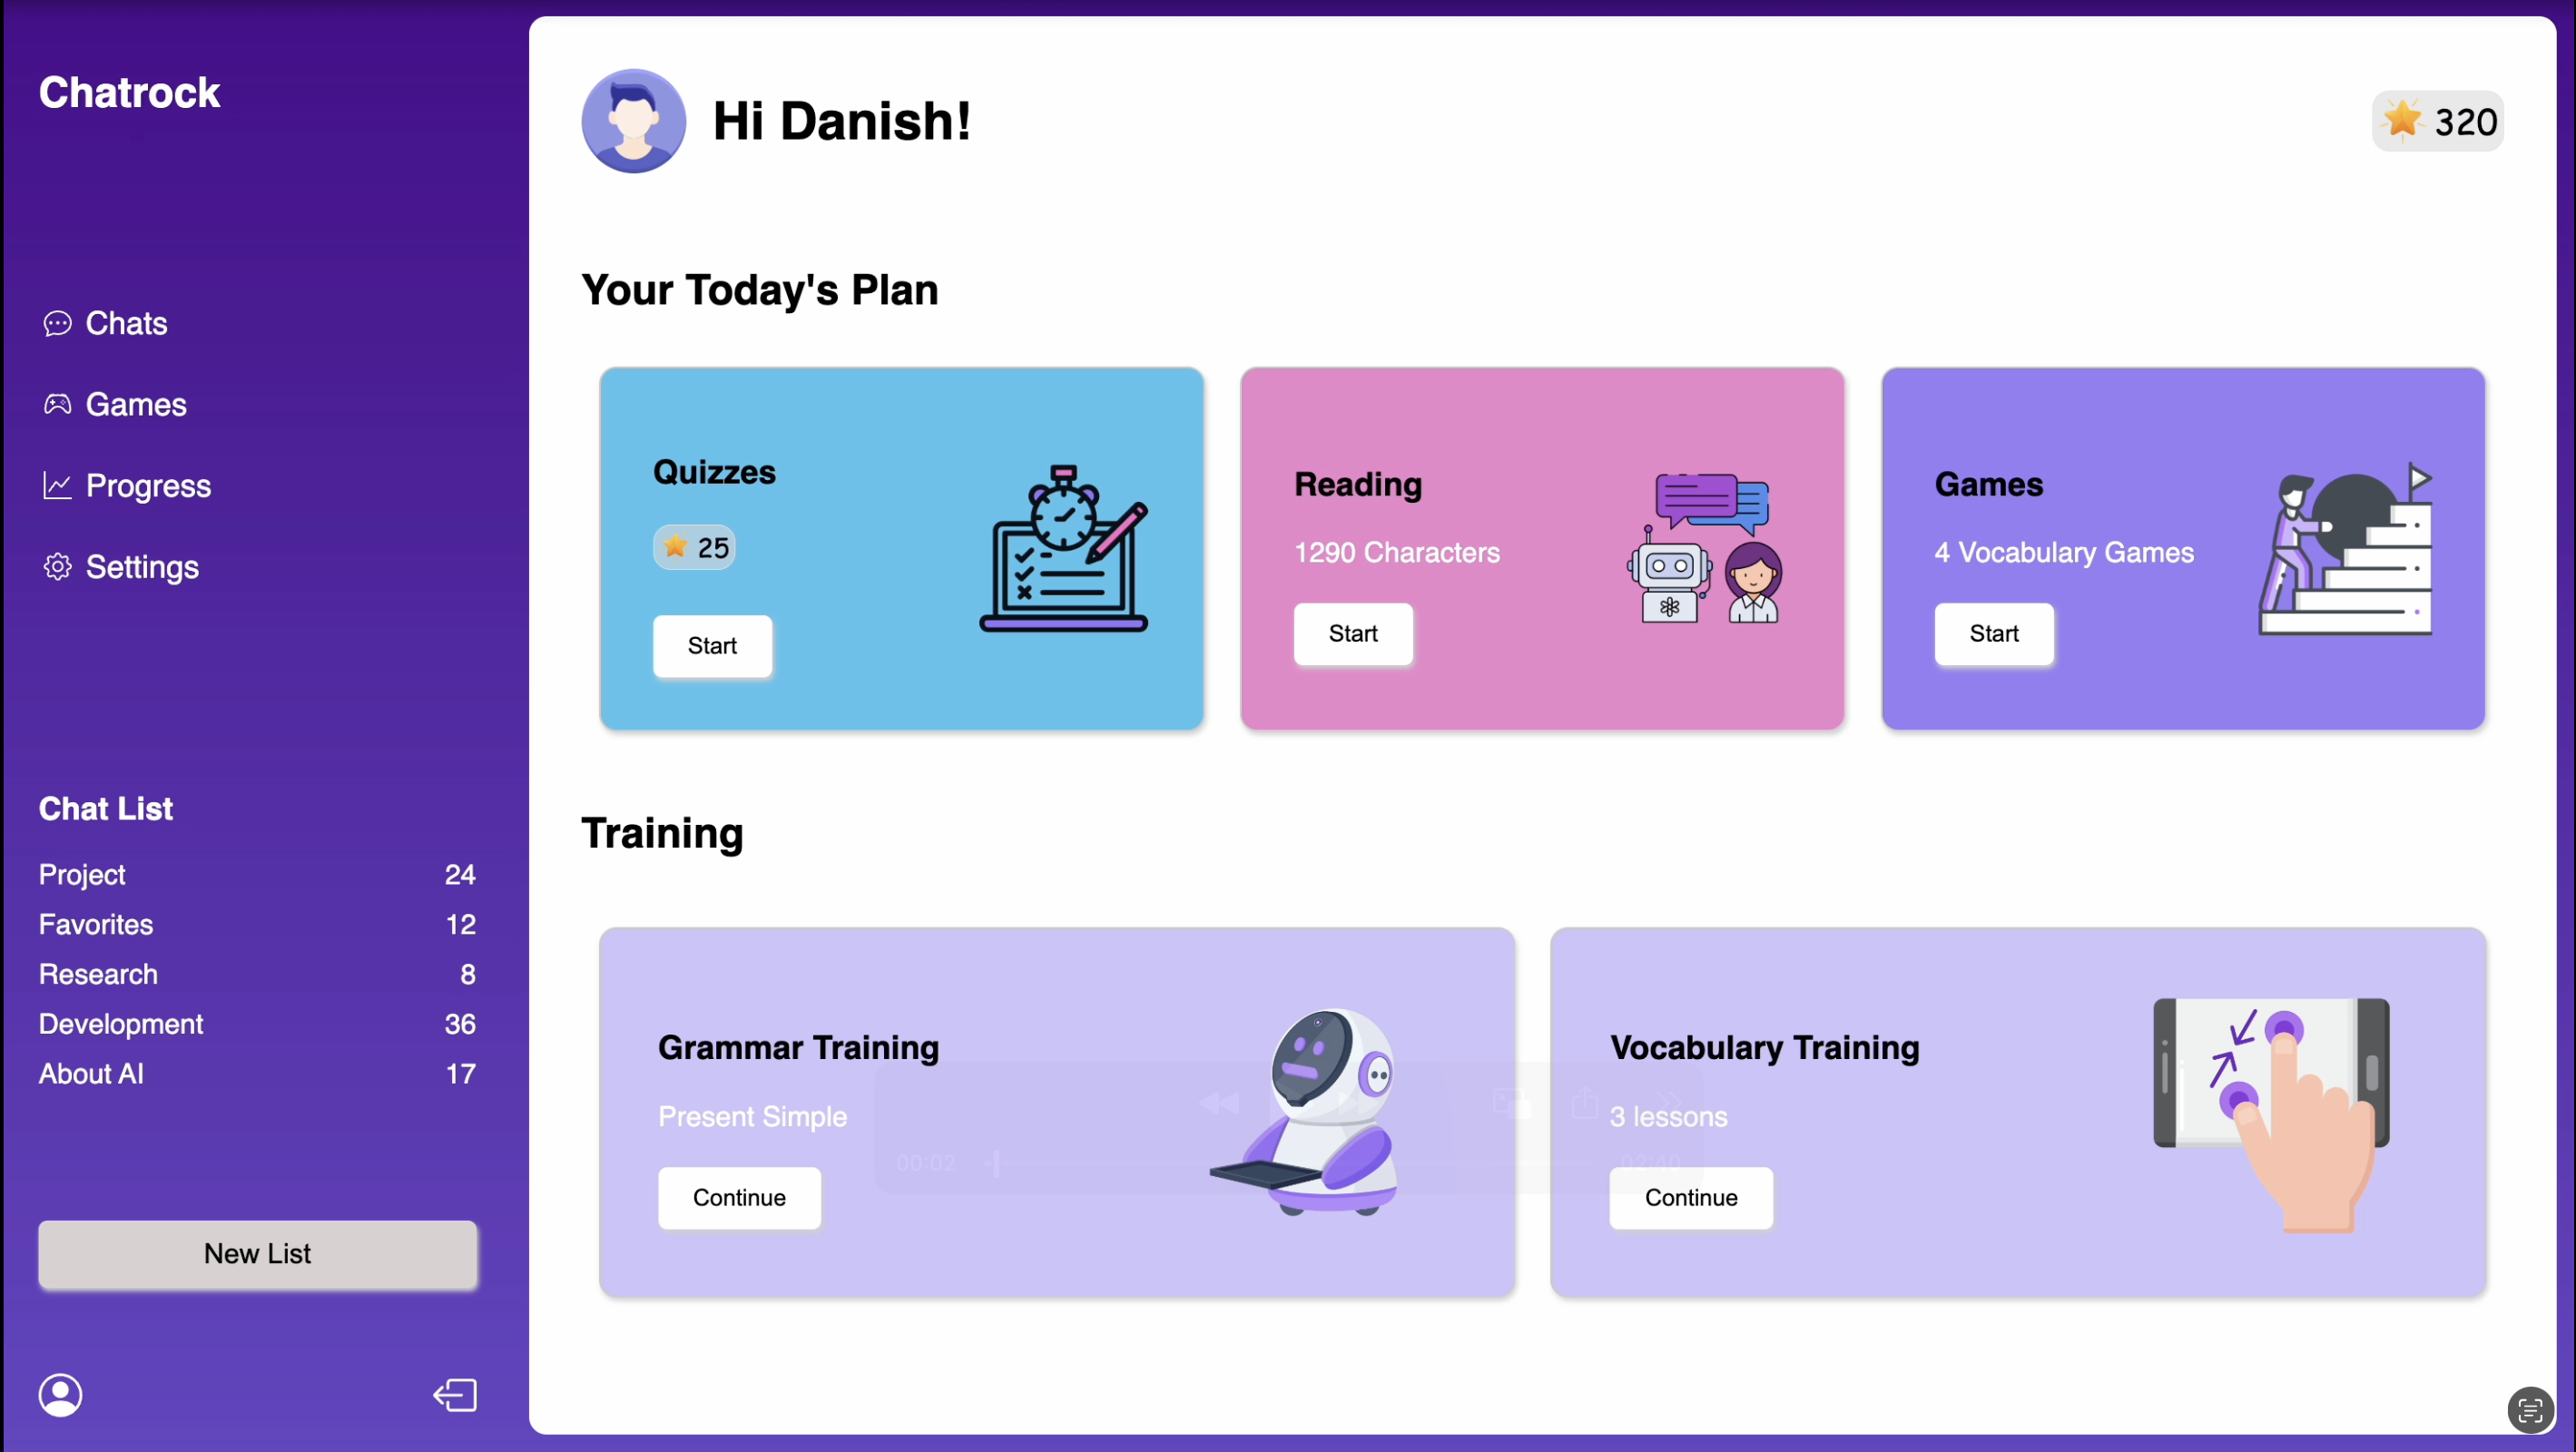 Chatrock
Chats
Games
Progress
Settings
Chat List
Project 24
Favorites 12
Research 8
Development 36
About AI 17
New List
Hi Danish!
320
Your Today's Plan
Quizzes
25
Start
Reading
1290 Characters
Start
Games
4 Vocabulary Games
Start
Training
Grammar Training
Present Simple
Continue
Vocabulary Training
3 lessons
Continue
00:02